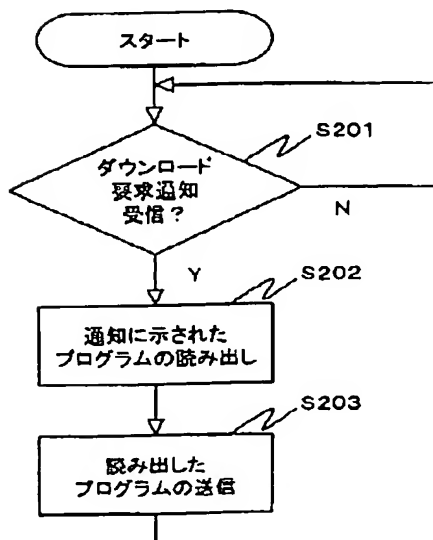 スタート
S201
ダウンロード
要求通知
受信?
N
Y
S202
通知に示された
プログラムの読み出し
S203
読み出した
プログラムの送信